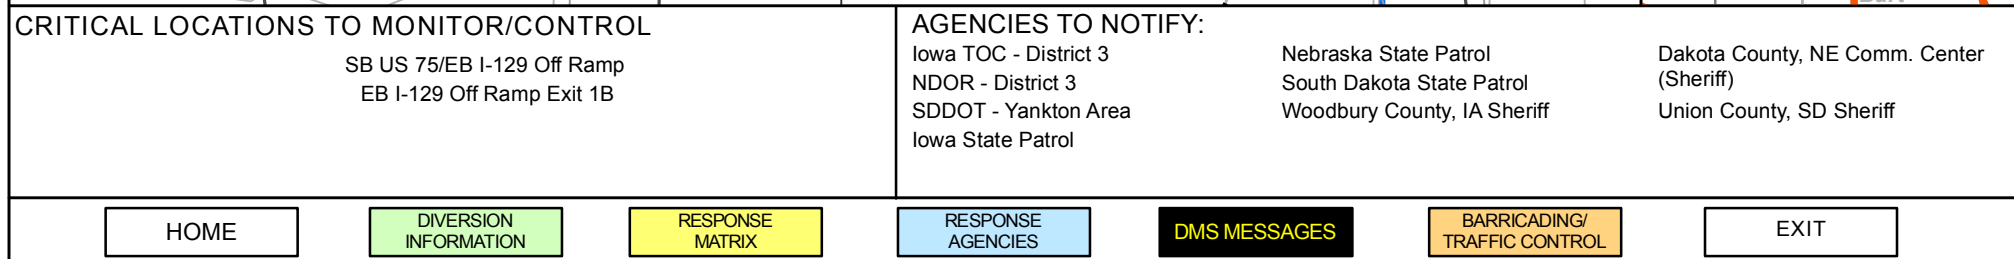 CRITICAL LOCATIONS TO MONITOR/CONTROL
SB US 75/EB I-129 Off Ramp
EB I-129 Off Ramp Exit 1B
AGENCIES TO NOTIFY:
Iowa TOC - District 3
NDOR - District 3
SDDOT - Yankton Area
Iowa State Patrol
Nebraska State Patrol
South Dakota State Patrol
Woodbury County, IA Sheriff
Dakota County, NE Comm. Center
(Sheriff)
Union County, SD Sheriff
HOME
DIVERSION
INFORMATION
RESPONSE
MATRIX
RESPONSE
AGENCIES
DMS MESSAGES
BARRICADING/
TRAFFIC CONTROL
EXIT